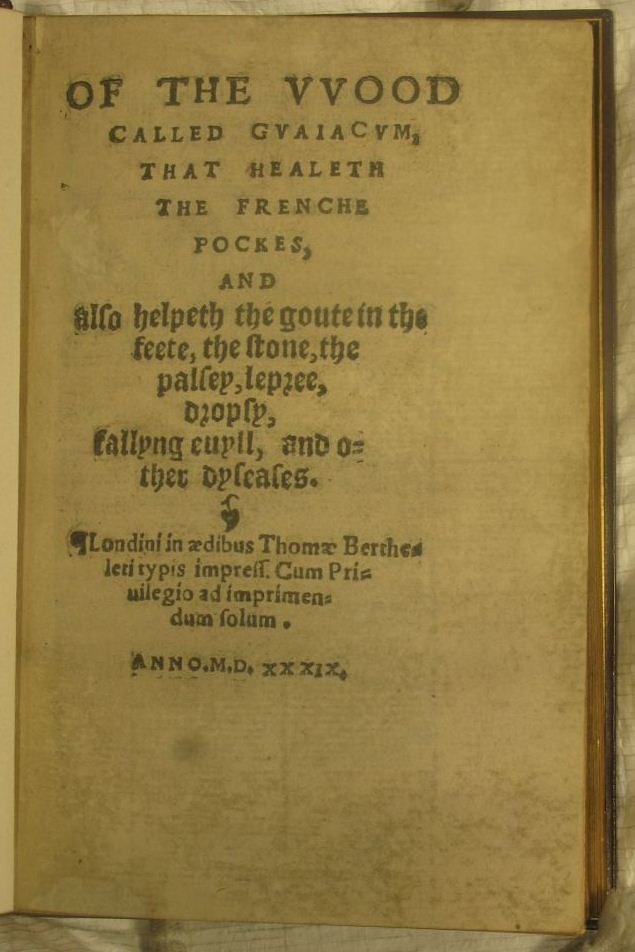 OF THE VVOOD
CALLED GVAIACVM,
THAT HEALETH
THE FRENCHE
POCKES,
AND
alſo helpeth the goute in the
feete, the ſtone, the
palſey, lepꝛee,
dꝛopſy,
fallyng euyll, and o⸗
ther dyſeaſes.
¶Londini in ædibus Thomæ Berthe⸗
leti typis impreſſ. Cum Pri⸗
uilegio ad imprimen⸗
dum ſolum.
ANNO.M.D.XXXIX.